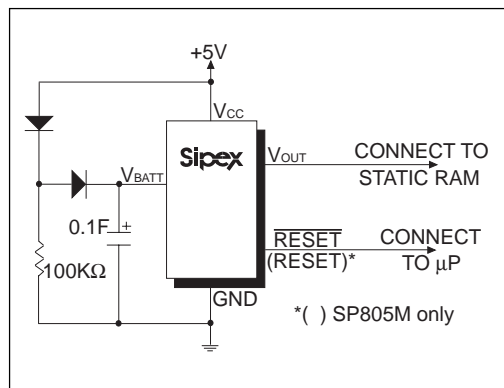 +5V
VCC
Sipex
VBATT
VOUT
CONNECT TO
STATIC RAM
0.1F
+
RESET
(RESET)*
CONNECT
TO µP
100KΩ
GND
*( ) SP805M only